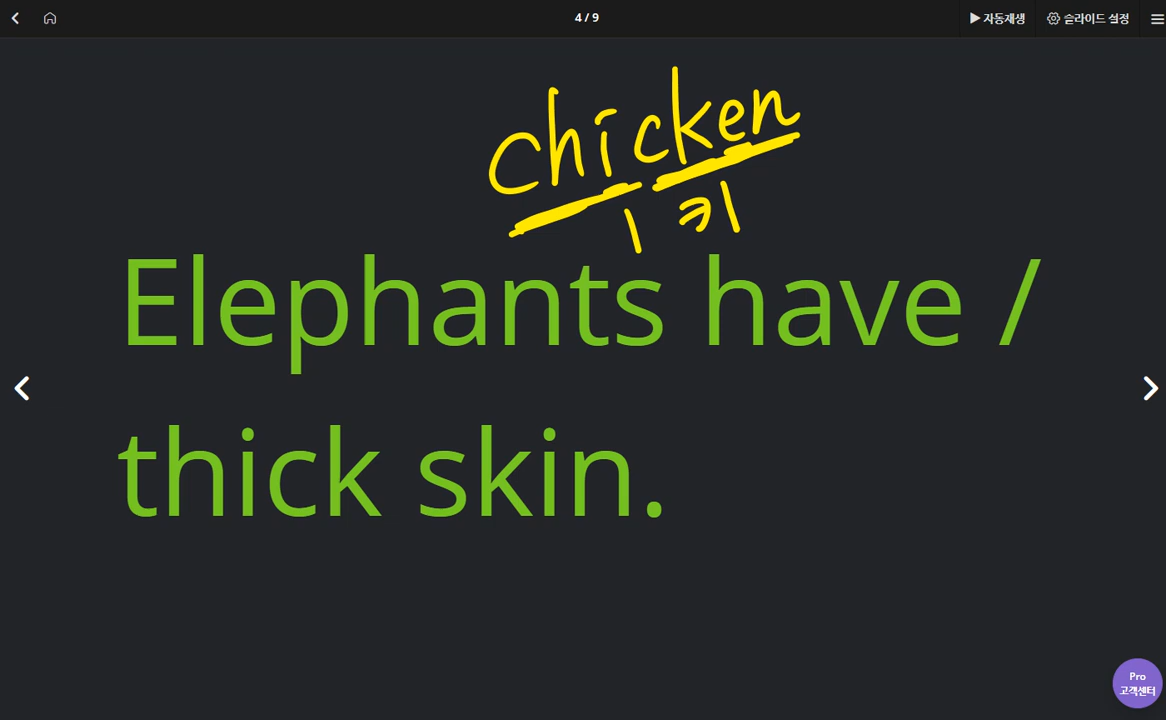 4 / 9
▶ 자동재생
슬라이드 설정
chicken
ㅣ 키
Elephants have /
thick skin.
Pro
고객센터